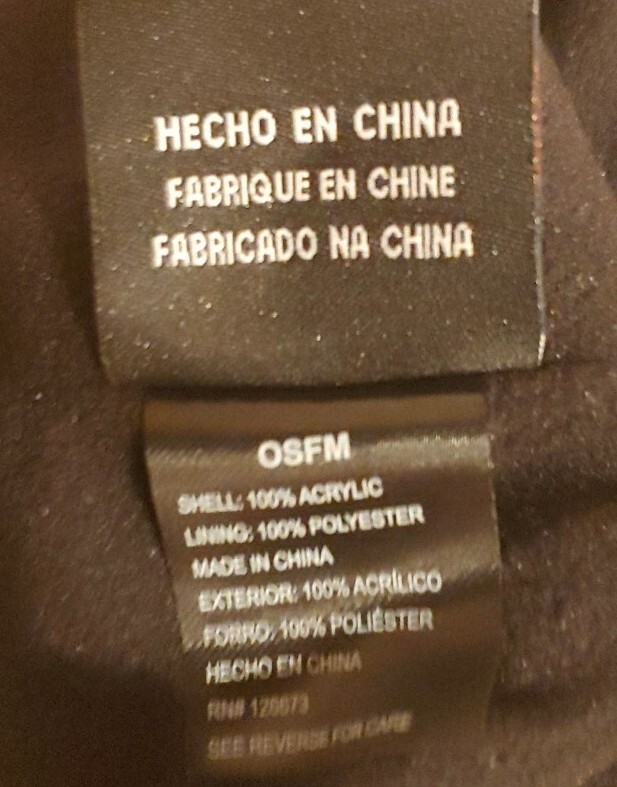 HECHO EN CHINA
FABRIQUE EN CHINE
FABRICADO NA CHINA
OSFM
SHELL: 100% ACRYLIC
LINING: 100% POLYESTER
MADE IN CHINA
EXTERIOR: 100% ACRÍLICO
FORRO: 100% POLIÉSTER
HECHO EN CHINA
RN#
SEE REVERSE FOR CARE